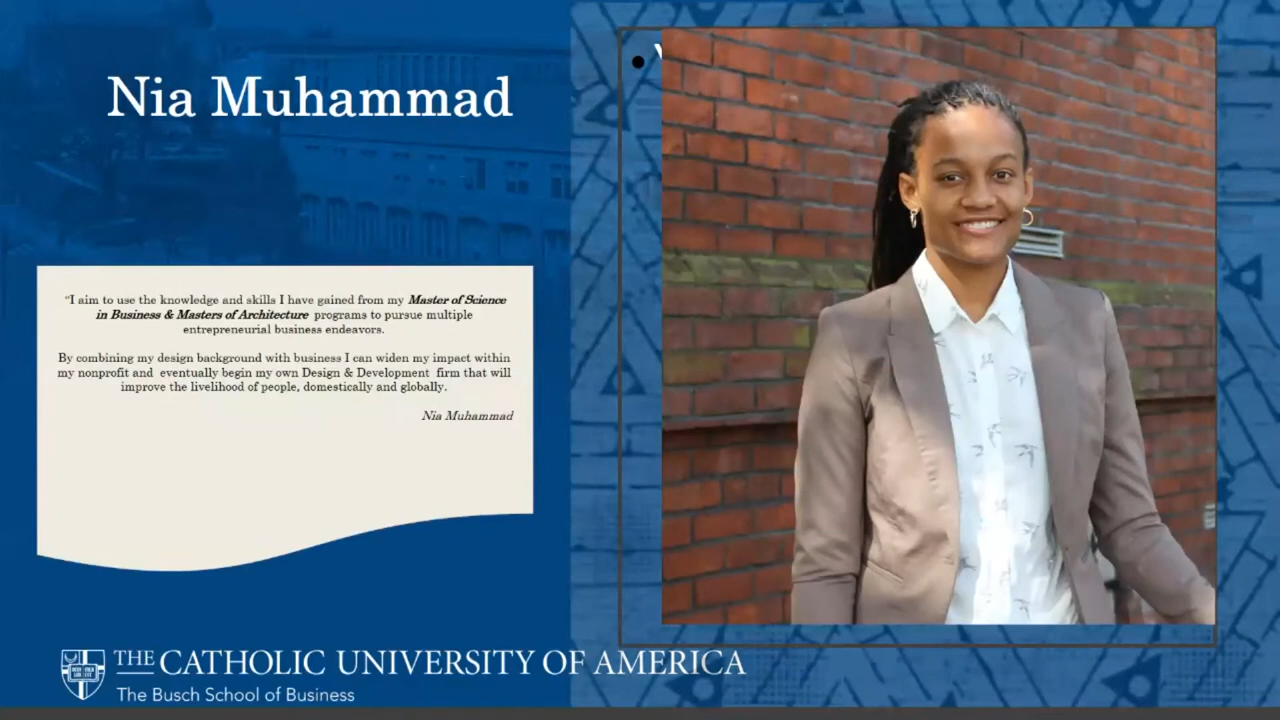 Nia Muhammad
“I aim to use the knowledge and skills I have gained from my Master of Science
in Business & Masters of Architecture programs to pursue multiple
entrepreneurial business endeavors.
By combining my design background with business I can widen my impact within
my nonprofit and eventually begin my own Design & Development firm that will
improve the livelihood of people, domestically and globally.
Nia Muhammad
THE CATHOLIC UNIVERSITY OF AMERICA
The Busch School of Business